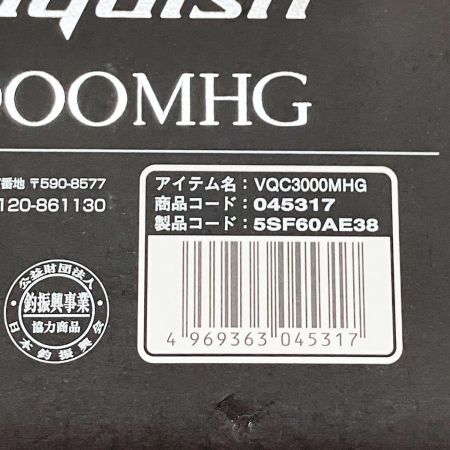 nquish
000MHG
番地 〒590-8577
120-861130
アイテム名：VQC3000MHG
商品コード：045317
製品コード：5SF60AE38
4 969363 045317
公益財団法人
釣振興事業
協力商品
日本釣振興会